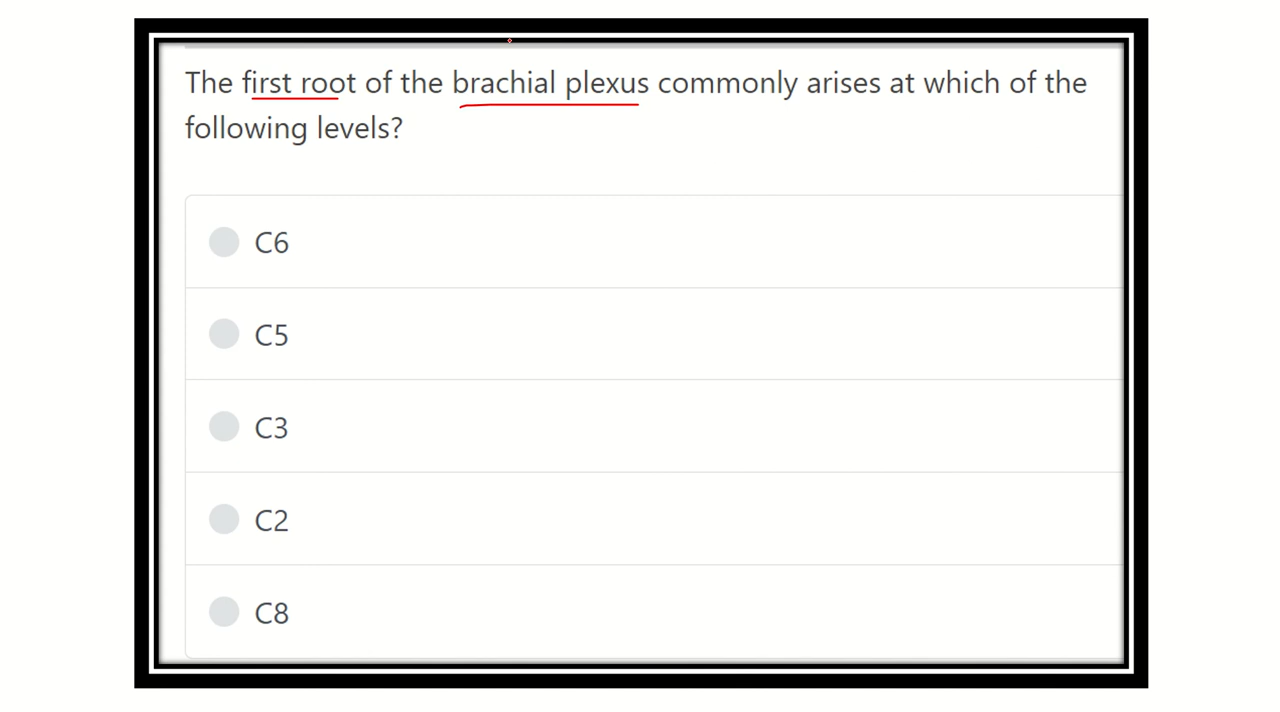 The first root of the brachial plexus commonly arises at which of the
following levels?
C6
C5
C3
C2
C8